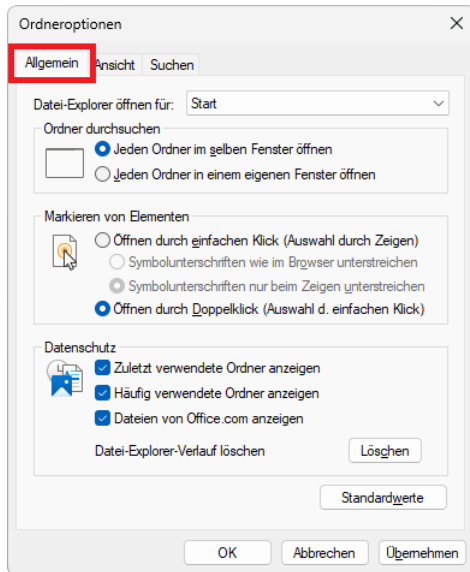 Ordneroptionen
Allgemein Ansicht Suchen
Datei-Explorer öffnen für: Start
Ordner durchsuchen
Jeden Ordner im selben Fenster öffnen
Jeden Ordner in einem eigenen Fenster öffnen
Markieren von Elementen
Öffnen durch einfachen Klick (Auswahl durch Zeigen)
Symbolunterschriften wie im Browser unterstreichen
Symbolunterschriften nur beim Zeigen unterstreichen
Öffnen durch Doppelklick (Auswahl d. einfachen Klick)
Datenschutz
Zuletzt verwendete Ordner anzeigen
Häufig verwendete Ordner anzeigen
Dateien von Office.com anzeigen
Datei-Explorer-Verlauf löschen Löschen
Standardwerte
OK Abbrechen Übernehmen